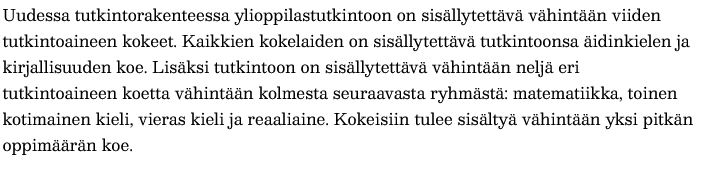 Uudessa tutkintorakenteessa ylioppilastutkintoon on sisällytettävä vähintään viiden
tutkintoaineen kokeet. Kaikkien kokelaiden on sisällytettävä tutkintoonsa äidinkielen ja
kirjallisuuden koe. Lisäksi tutkintoon on sisällytettävä vähintään neljä eri
tutkintoaineen koetta vähintään kolmesta seuraavasta ryhmästä: matematiikka, toinen
kotimainen kieli, vieras kieli ja reaaliaine. Kokeisiin tulee sisältyä vähintään yksi pitkän
oppimäärän koe.